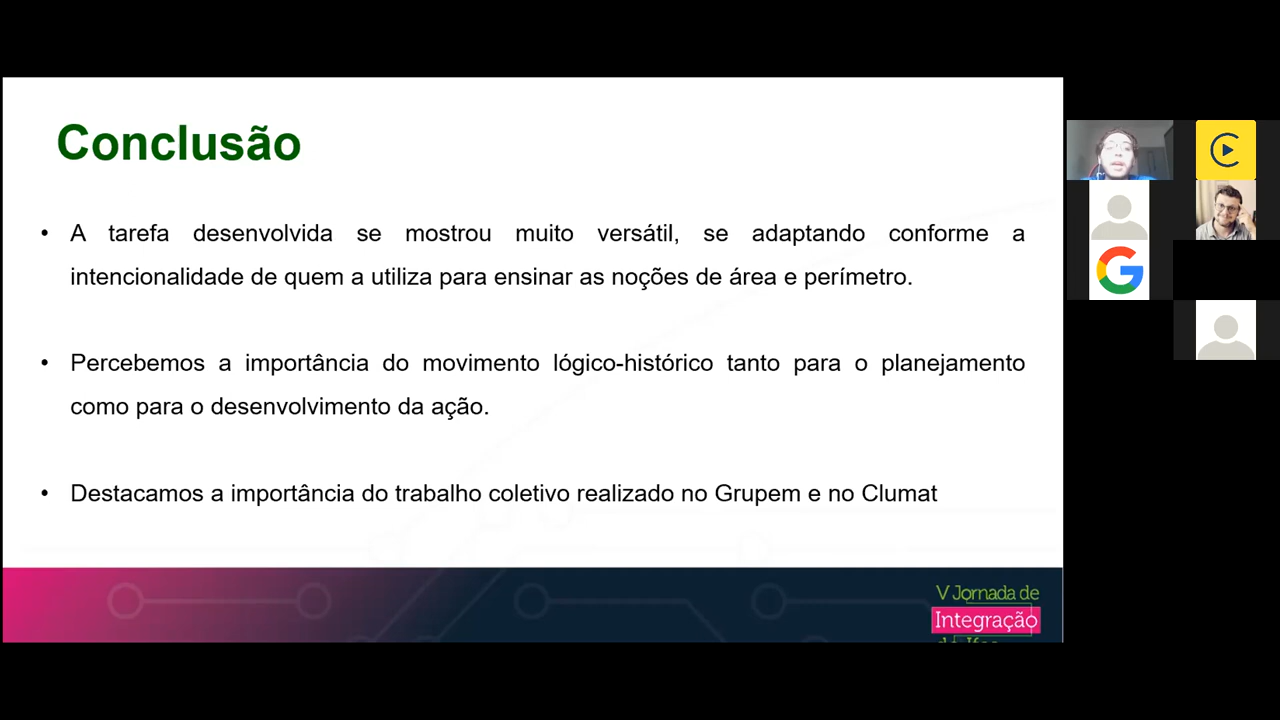 Conclusão
• A tarefa desenvolvida se mostrou muito versátil, se adaptando conforme a
intencionalidade de quem a utiliza para ensinar as noções de área e perímetro.
• Percebemos a importância do movimento lógico-histórico tanto para o planejamento
como para o desenvolvimento da ação.
• Destacamos a importância do trabalho coletivo realizado no Grupem e no Clumat
V Jornada de
Integração